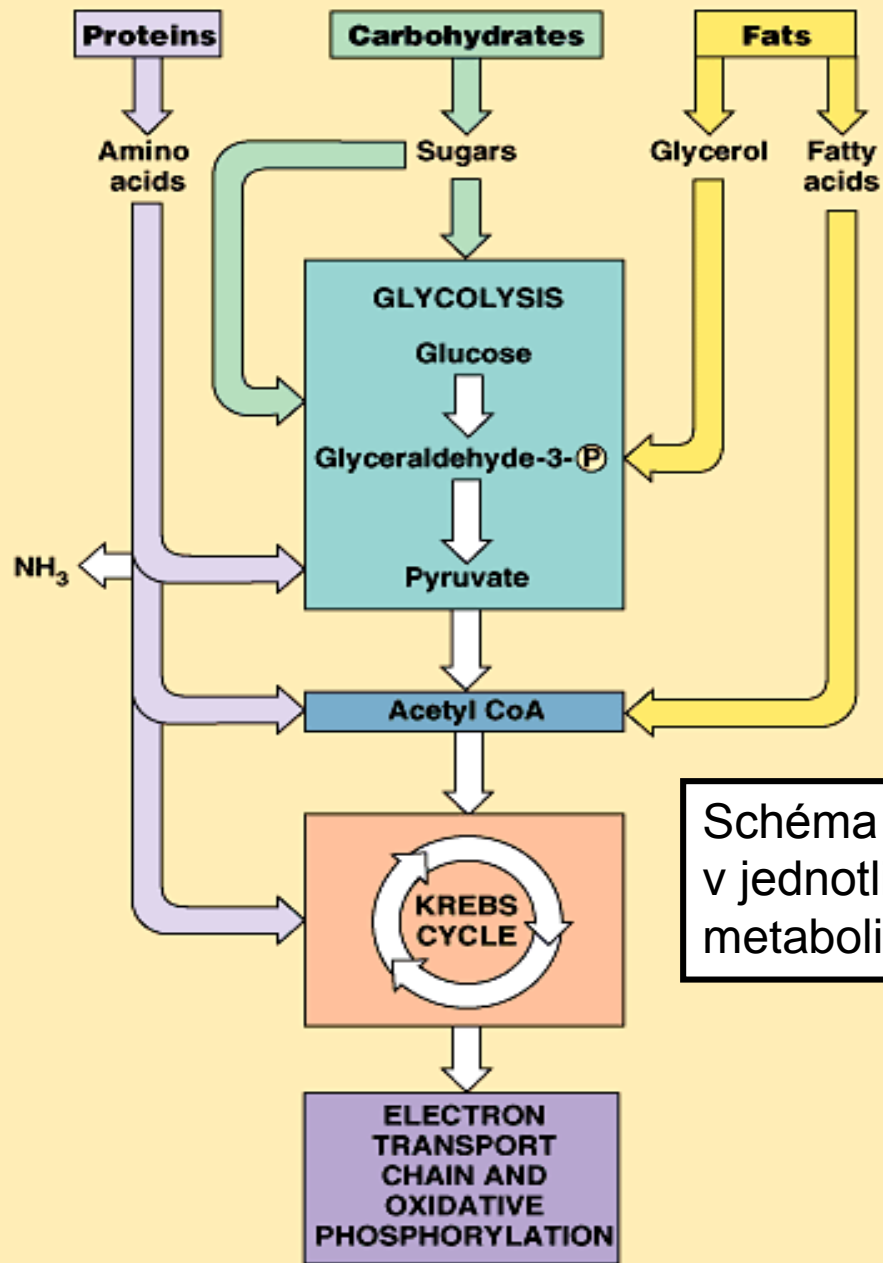 Proteins
Carbohydrates
Fats
Amino
acids
Sugars
Glycerol
Fatty
acids
GLYCOLYSIS
Glucose
Glyceraldehyde-3-P
Pyruvate
NH₃
Acetyl CoA
KREBS
CYCLE
Schéma
v jednotl
metaboli
ELECTRON
TRANSPORT
CHAIN AND
OXIDATIVE
PHOSPHORYLATION